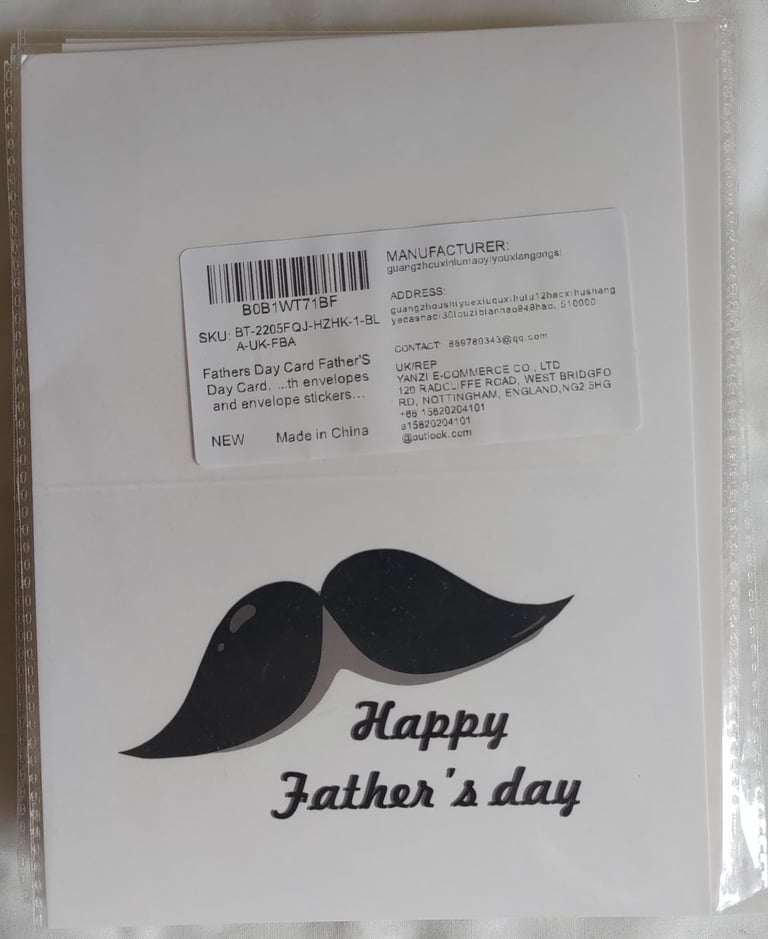 B0B1WT71BF
SKU: BT-2205FQJ-HZHK-1-BL
A-UK-FBA
Fathers Day Card Father'S
Day Card, ...th envelopes
and envelope stickers...
NEW Made in China
MANUFACTURER:
ADDRESS:
CONTACT: 869780343@qq.com
UK/REP
YANZI E-COMMERCE CO., LTD
120 RADCLIFFE ROAD, WEST BRIDGFO
RD, NOTTINGHAM, ENGLAND,NG2 5HG
+86 15820204101
a15820204101
@outlook.com
Happy
Father's day